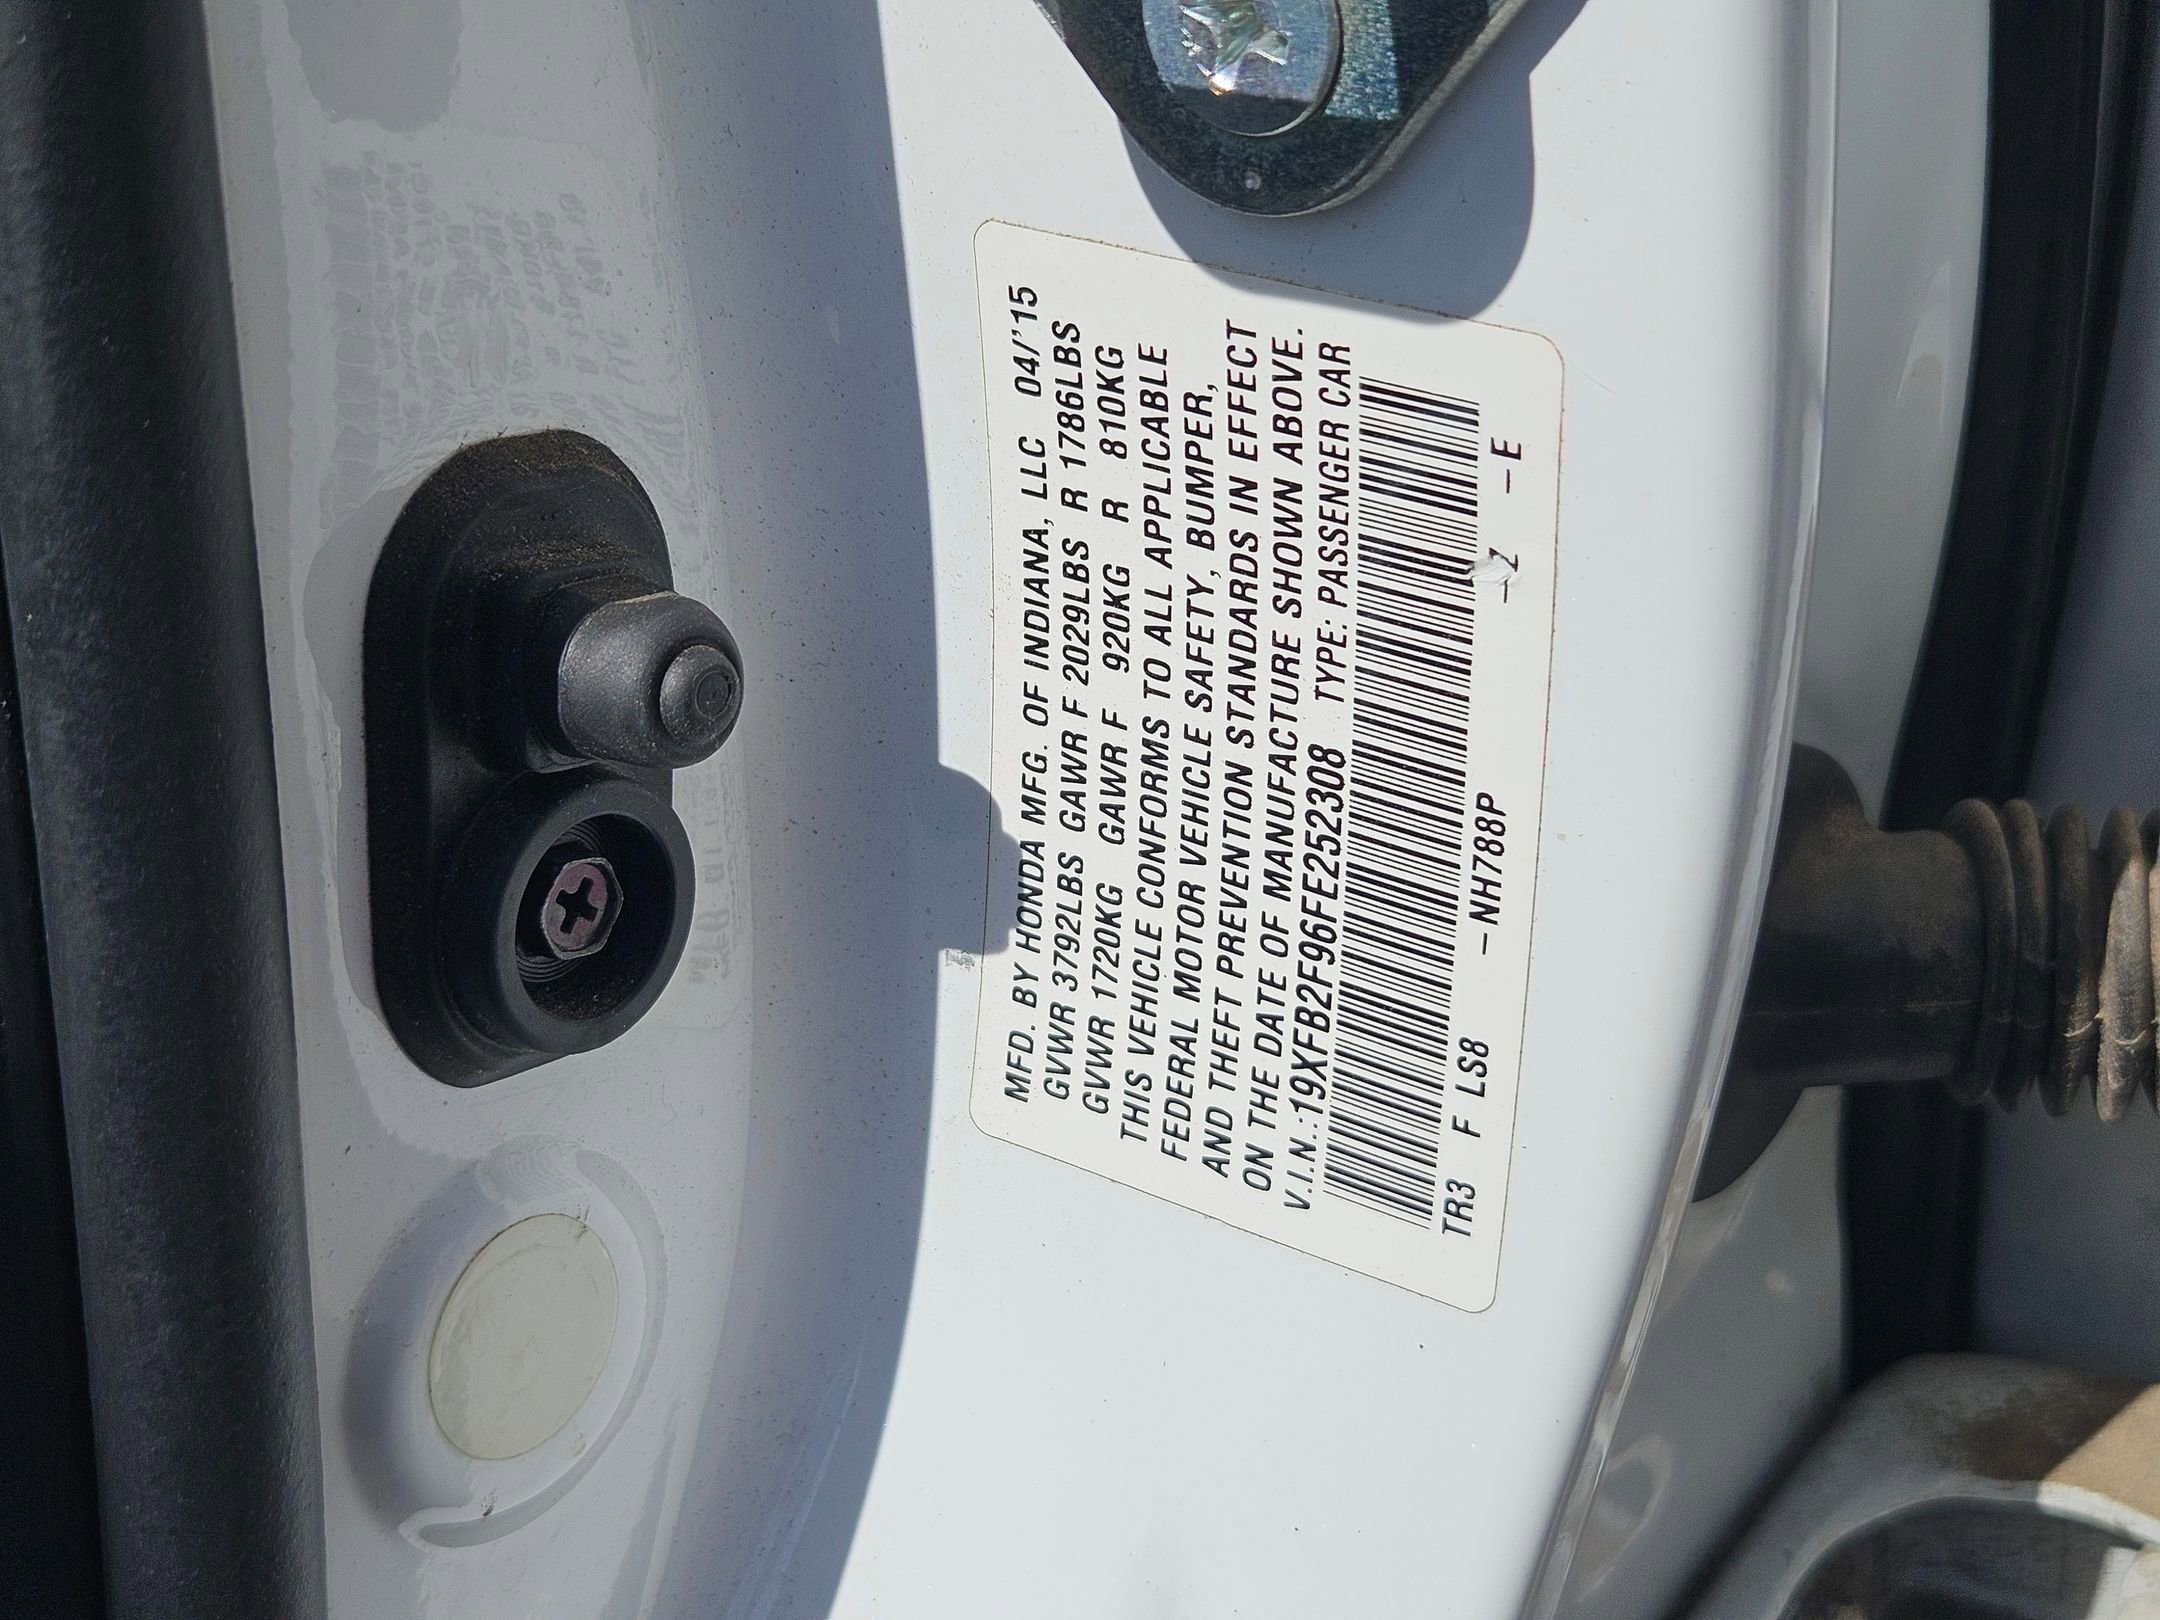 MFD. BY HONDA MFG. OF INDIANA, LLC 04/'15
GVWR 3792LBS GAWR F 2029LBS R 1786LBS
GVWR 1720KG GAWR F 920KG R 810KG
THIS VEHICLE CONFORMS TO ALL APPLICABLE
FEDERAL MOTOR VEHICLE SAFETY, BUMPER,
AND THEFT PREVENTION STANDARDS IN EFFECT
ON THE DATE OF MANUFACTURE SHOWN ABOVE.
V.I.N.:19XFB2F96FE252308 TYPE: PASSENGER CAR
TR3 F LS8 –NH788P –Z –E